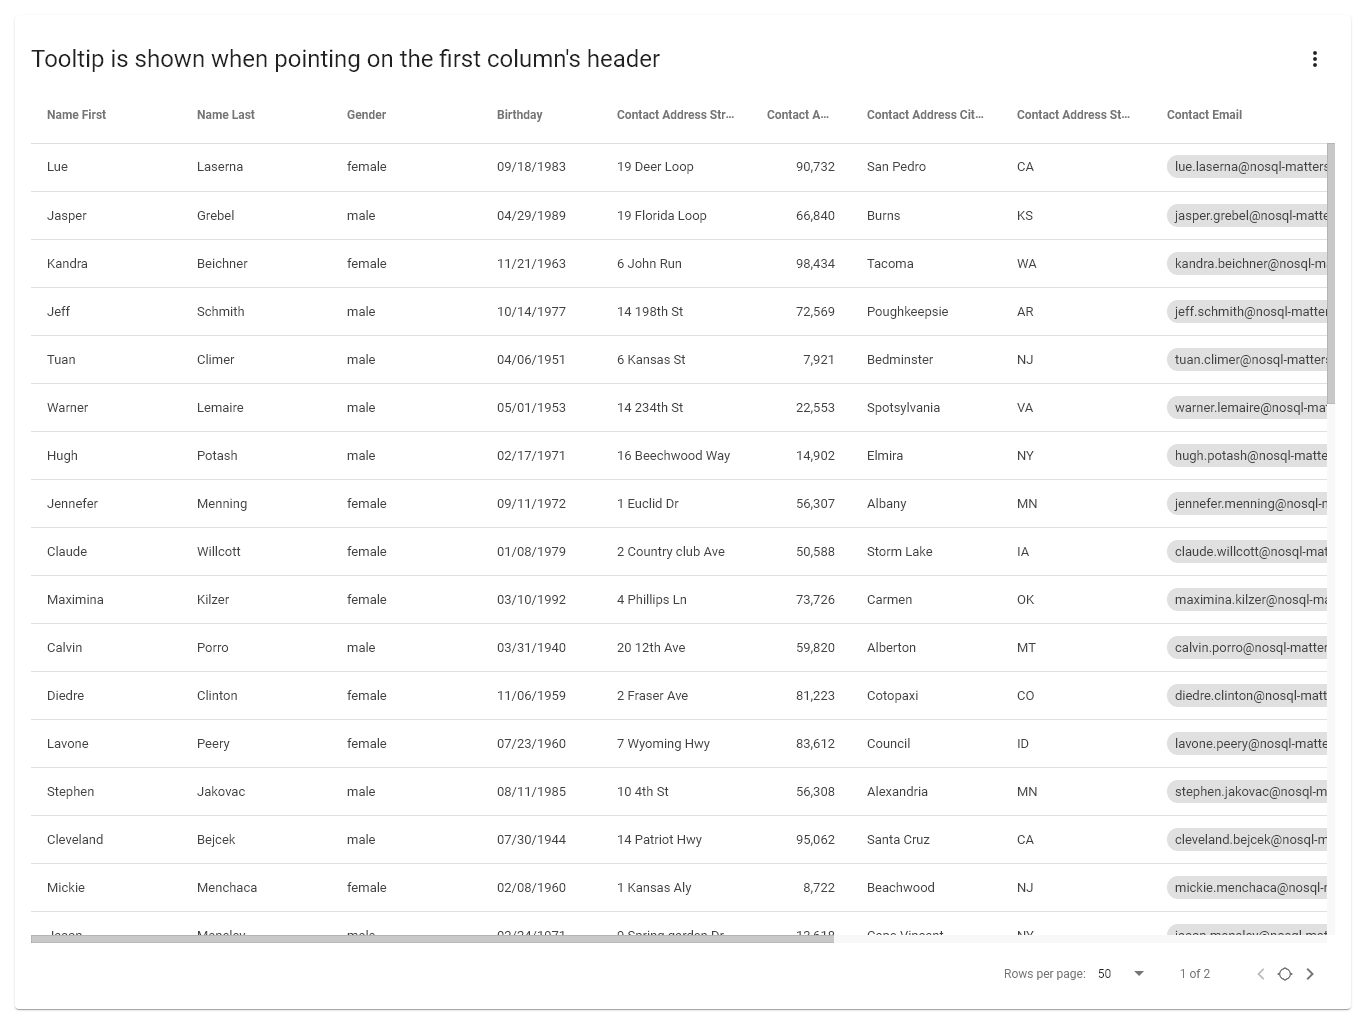 Tooltip is shown when pointing on the first column's header
Name First Name Last Gender Birthday Contact Address Str... Contact A... Contact Address Cit... Contact Address St... Contact Email
Lue Laserna female 09/18/1983 19 Deer Loop 90,732 San Pedro CA lue.laserna@nosql-matters
Jasper Grebel male 04/29/1989 19 Florida Loop 66,840 Burns KS jasper.grebel@nosql-matte
Kandra Beichner female 11/21/1963 6 John Run 98,434 Tacoma WA kandra.beichner@nosql-m
Jeff Schmith male 10/14/1977 14 198th St 72,569 Poughkeepsie AR jeff.schmith@nosql-matter
Tuan Climer male 04/06/1951 6 Kansas St 7,921 Bedminster NJ tuan.climer@nosql-matters
Warner Lemaire male 05/01/1953 14 234th St 22,553 Spotsylvania VA warner.lemaire@nosql-mat
Hugh Potash male 02/17/1971 16 Beechwood Way 14,902 Elmira NY hugh.potash@nosql-matte
Jennefer Menning female 09/11/1972 1 Euclid Dr 56,307 Albany MN jennefer.menning@nosql-r
Claude Willcott female 01/08/1979 2 Country club Ave 50,588 Storm Lake IA claude.willcott@nosql-mat
Maximina Kilzer female 03/10/1992 4 Phillips Ln 73,726 Carmen OK maximina.kilzer@nosql-ma
Calvin Porro male 03/31/1940 20 12th Ave 59,820 Alberton MT calvin.porro@nosql-matter
Diedre Clinton female 11/06/1959 2 Fraser Ave 81,223 Cotopaxi CO diedre.clinton@nosql-matt
Lavone Peery female 07/23/1960 7 Wyoming Hwy 83,612 Council ID lavone.peery@nosql-matte
Stephen Jakovac male 08/11/1985 10 4th St 56,308 Alexandria MN stephen.jakovac@nosql-m
Cleveland Bejcek male 07/30/1944 14 Patriot Hwy 95,062 Santa Cruz CA cleveland.bejcek@nosql-m
Mickie Menchaca female 02/08/1960 1 Kansas Aly 8,722 Beachwood NJ mickie.menchaca@nosql-r
Rows per page: 50 1 of 2